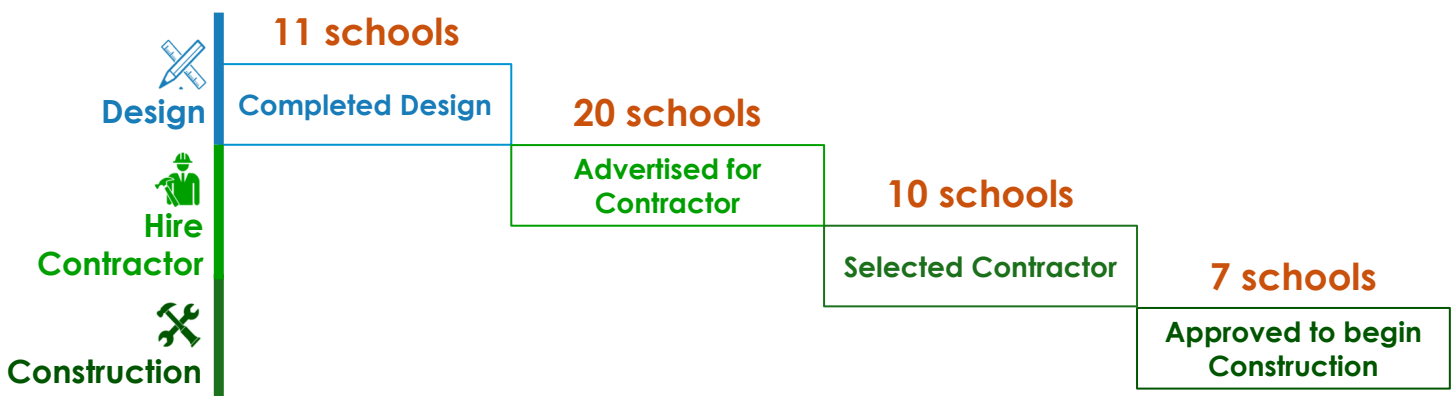 11 schools
Design
Completed Design
20 schools
Hire
Contractor
Advertised for
Contractor
10 schools
Selected Contractor
7 schools
Construction
Approved to begin
Construction